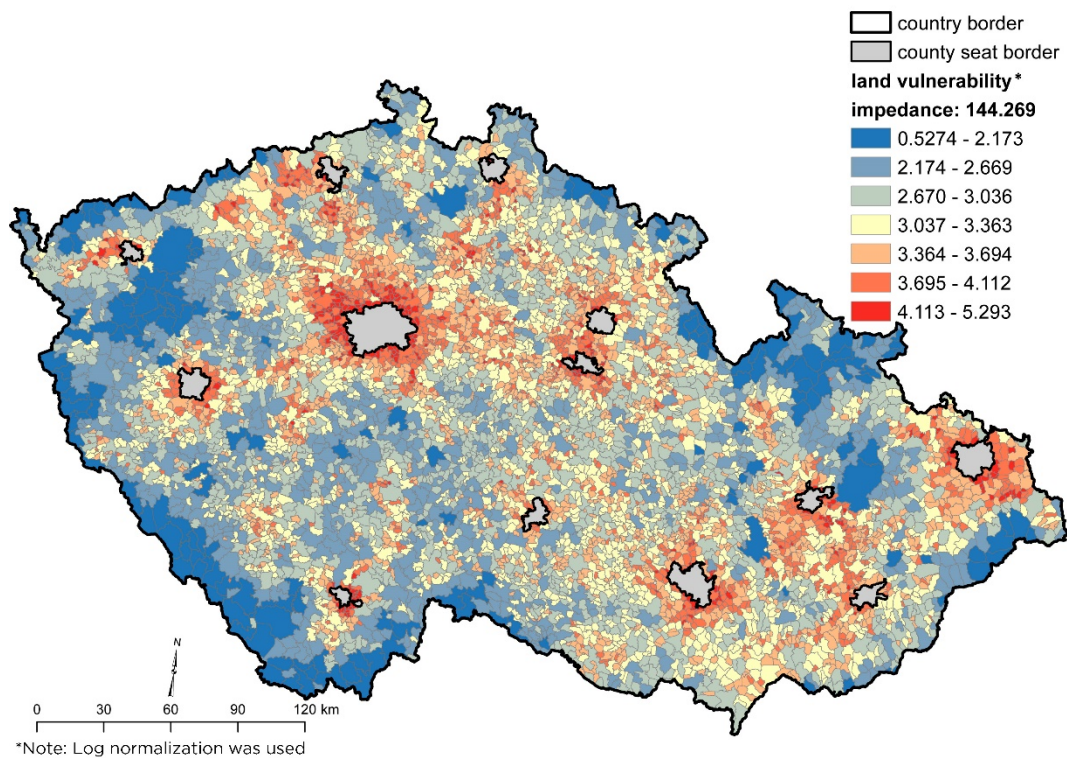 country border
county seat border
land vulnerability*
impedance: 144.269
0.5274 - 2.173
2.174 - 2.669
2.670 - 3.036
3.037 - 3.363
3.364 - 3.694
3.695 - 4.112
4.113 - 5.293
N
0 30 60 90 120 km
*Note: Log normalization was used